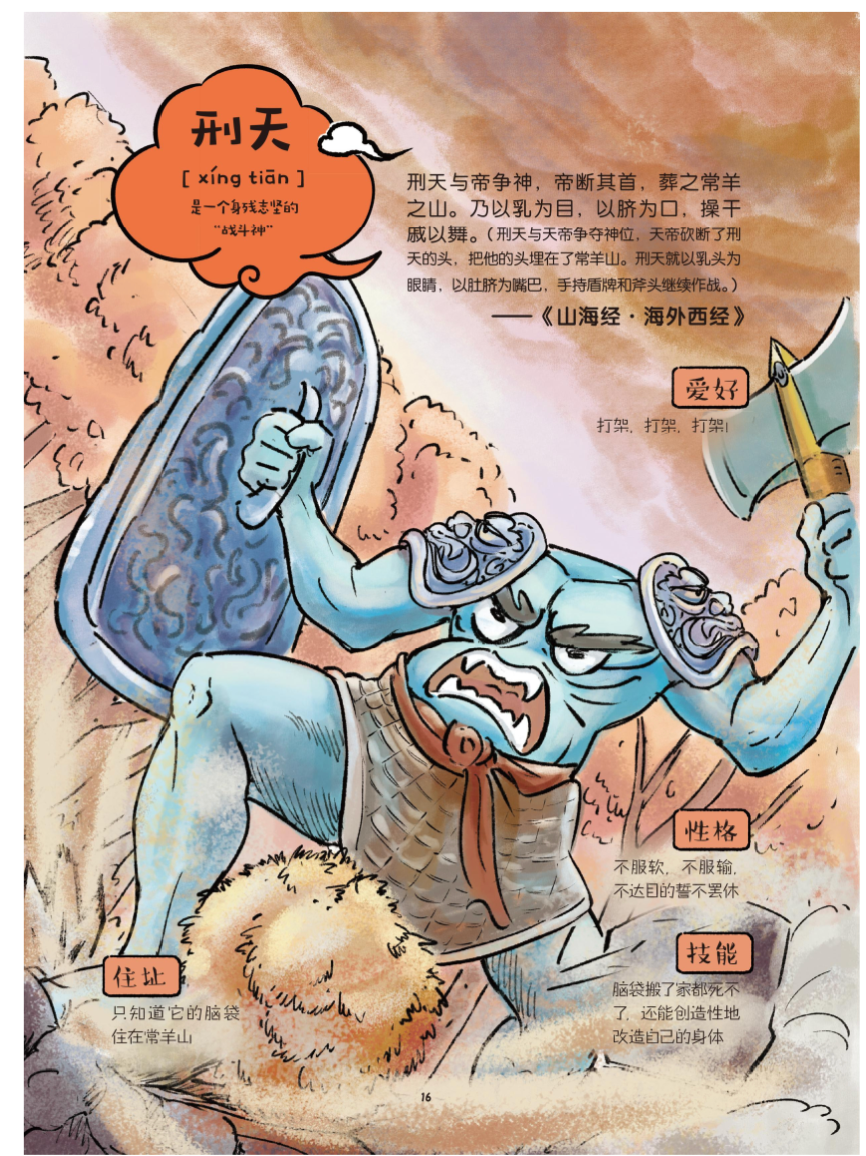 刑天
[ xíng tiān ]
是一个身残志坚的
“战斗神”
刑天与帝争神，帝断其首，葬之常羊
之山。乃以乳为目，以脐为口，操干
戚以舞。（刑天与天帝争夺神位，天帝砍断了刑
天的头，把他的头埋在了常羊山。刑天就以乳头为
眼睛，以肚脐为嘴巴，手持盾牌和斧头继续作战。）
——《山海经·海外西经》
爱好
打架，打架，打架！
性格
不服软，不服输，
不达目的誓不罢休
技能
脑袋搬了家都死不
了，还能创造性地
改造自己的身体
住址
只知道它的脑袋
住在常羊山
16